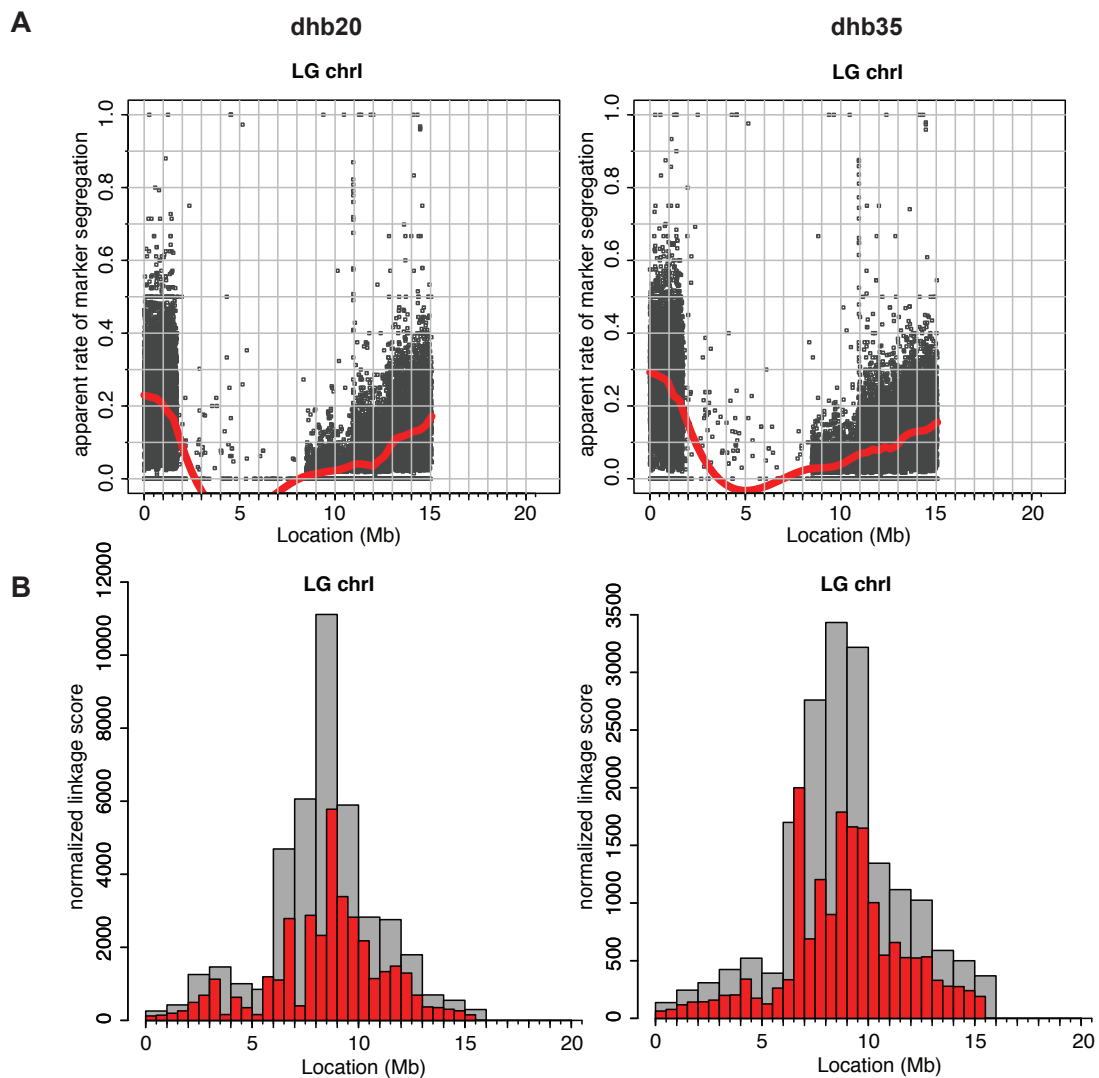 A
dhb20
dhb35
LG chrI
LG chrI
apparent rate of marker segregation
0.0 0.2 0.4 0.6 0.8 1.0
0 5 10 15 20
Location (Mb)
apparent rate of marker segregation
0.0 0.2 0.4 0.6 0.8 1.0
0 5 10 15 20
Location (Mb)
B
LG chrI
LG chrI
normalized linkage score
0 2000 4000 6000 8000 10000 12000
0 5 10 15 20
Location (Mb)
normalized linkage score
0 500 1000 1500 2000 2500 3000 3500
0 5 10 15 20
Location (Mb)